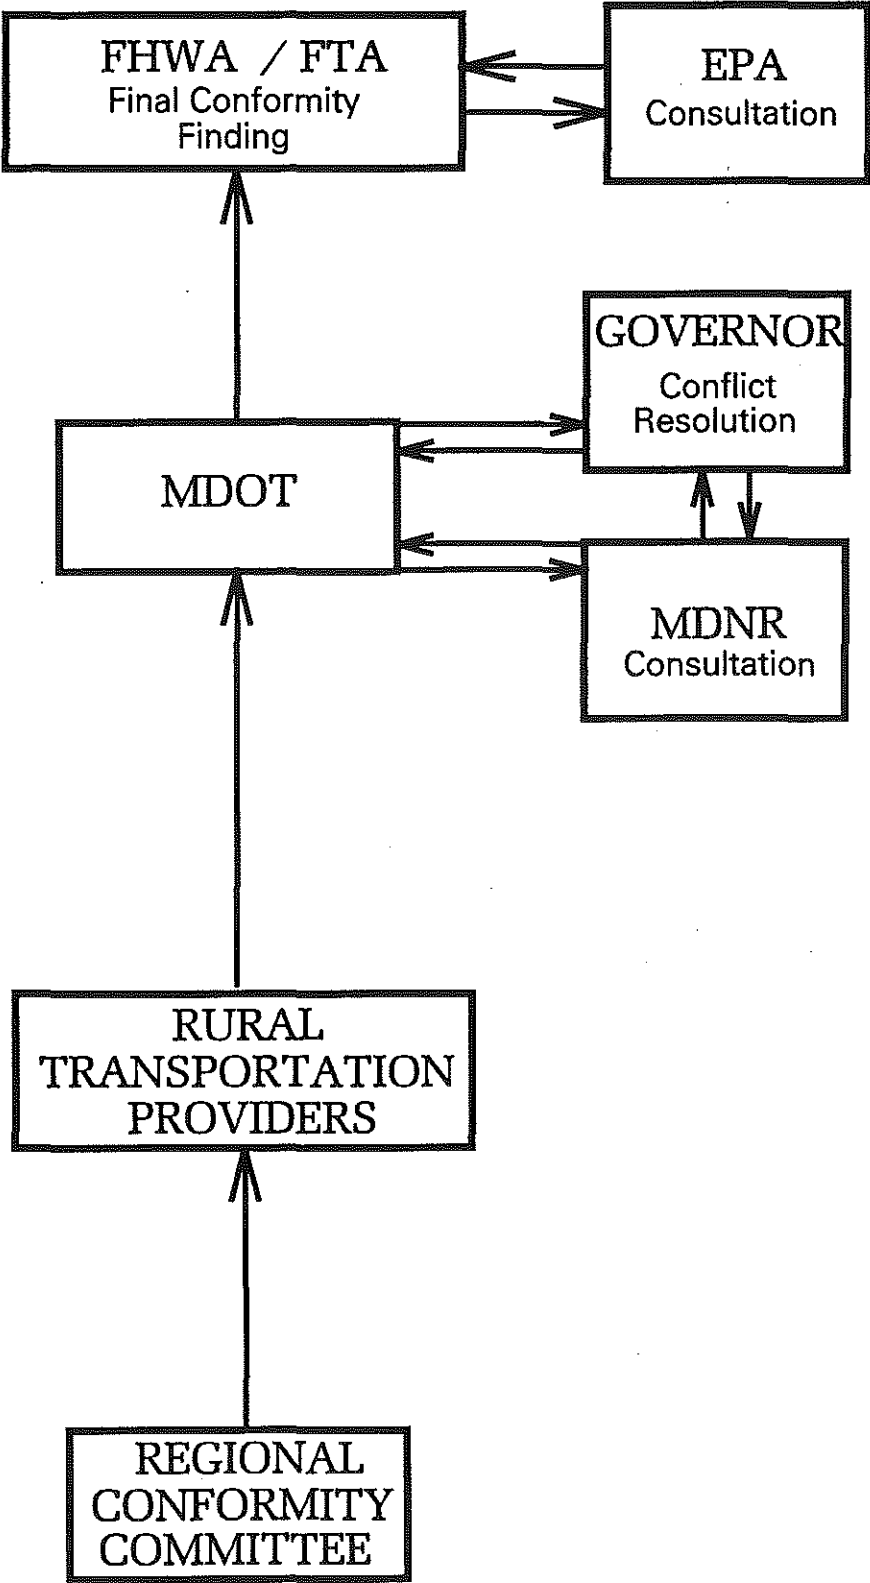 FHWA / FTA
Final Conformity
Finding
EPA
Consultation
GOVERNOR
Conflict
Resolution
MDOT
MDNR
Consultation
RURAL
TRANSPORTATION
PROVIDERS
REGIONAL
CONFORMITY
COMMITTEE